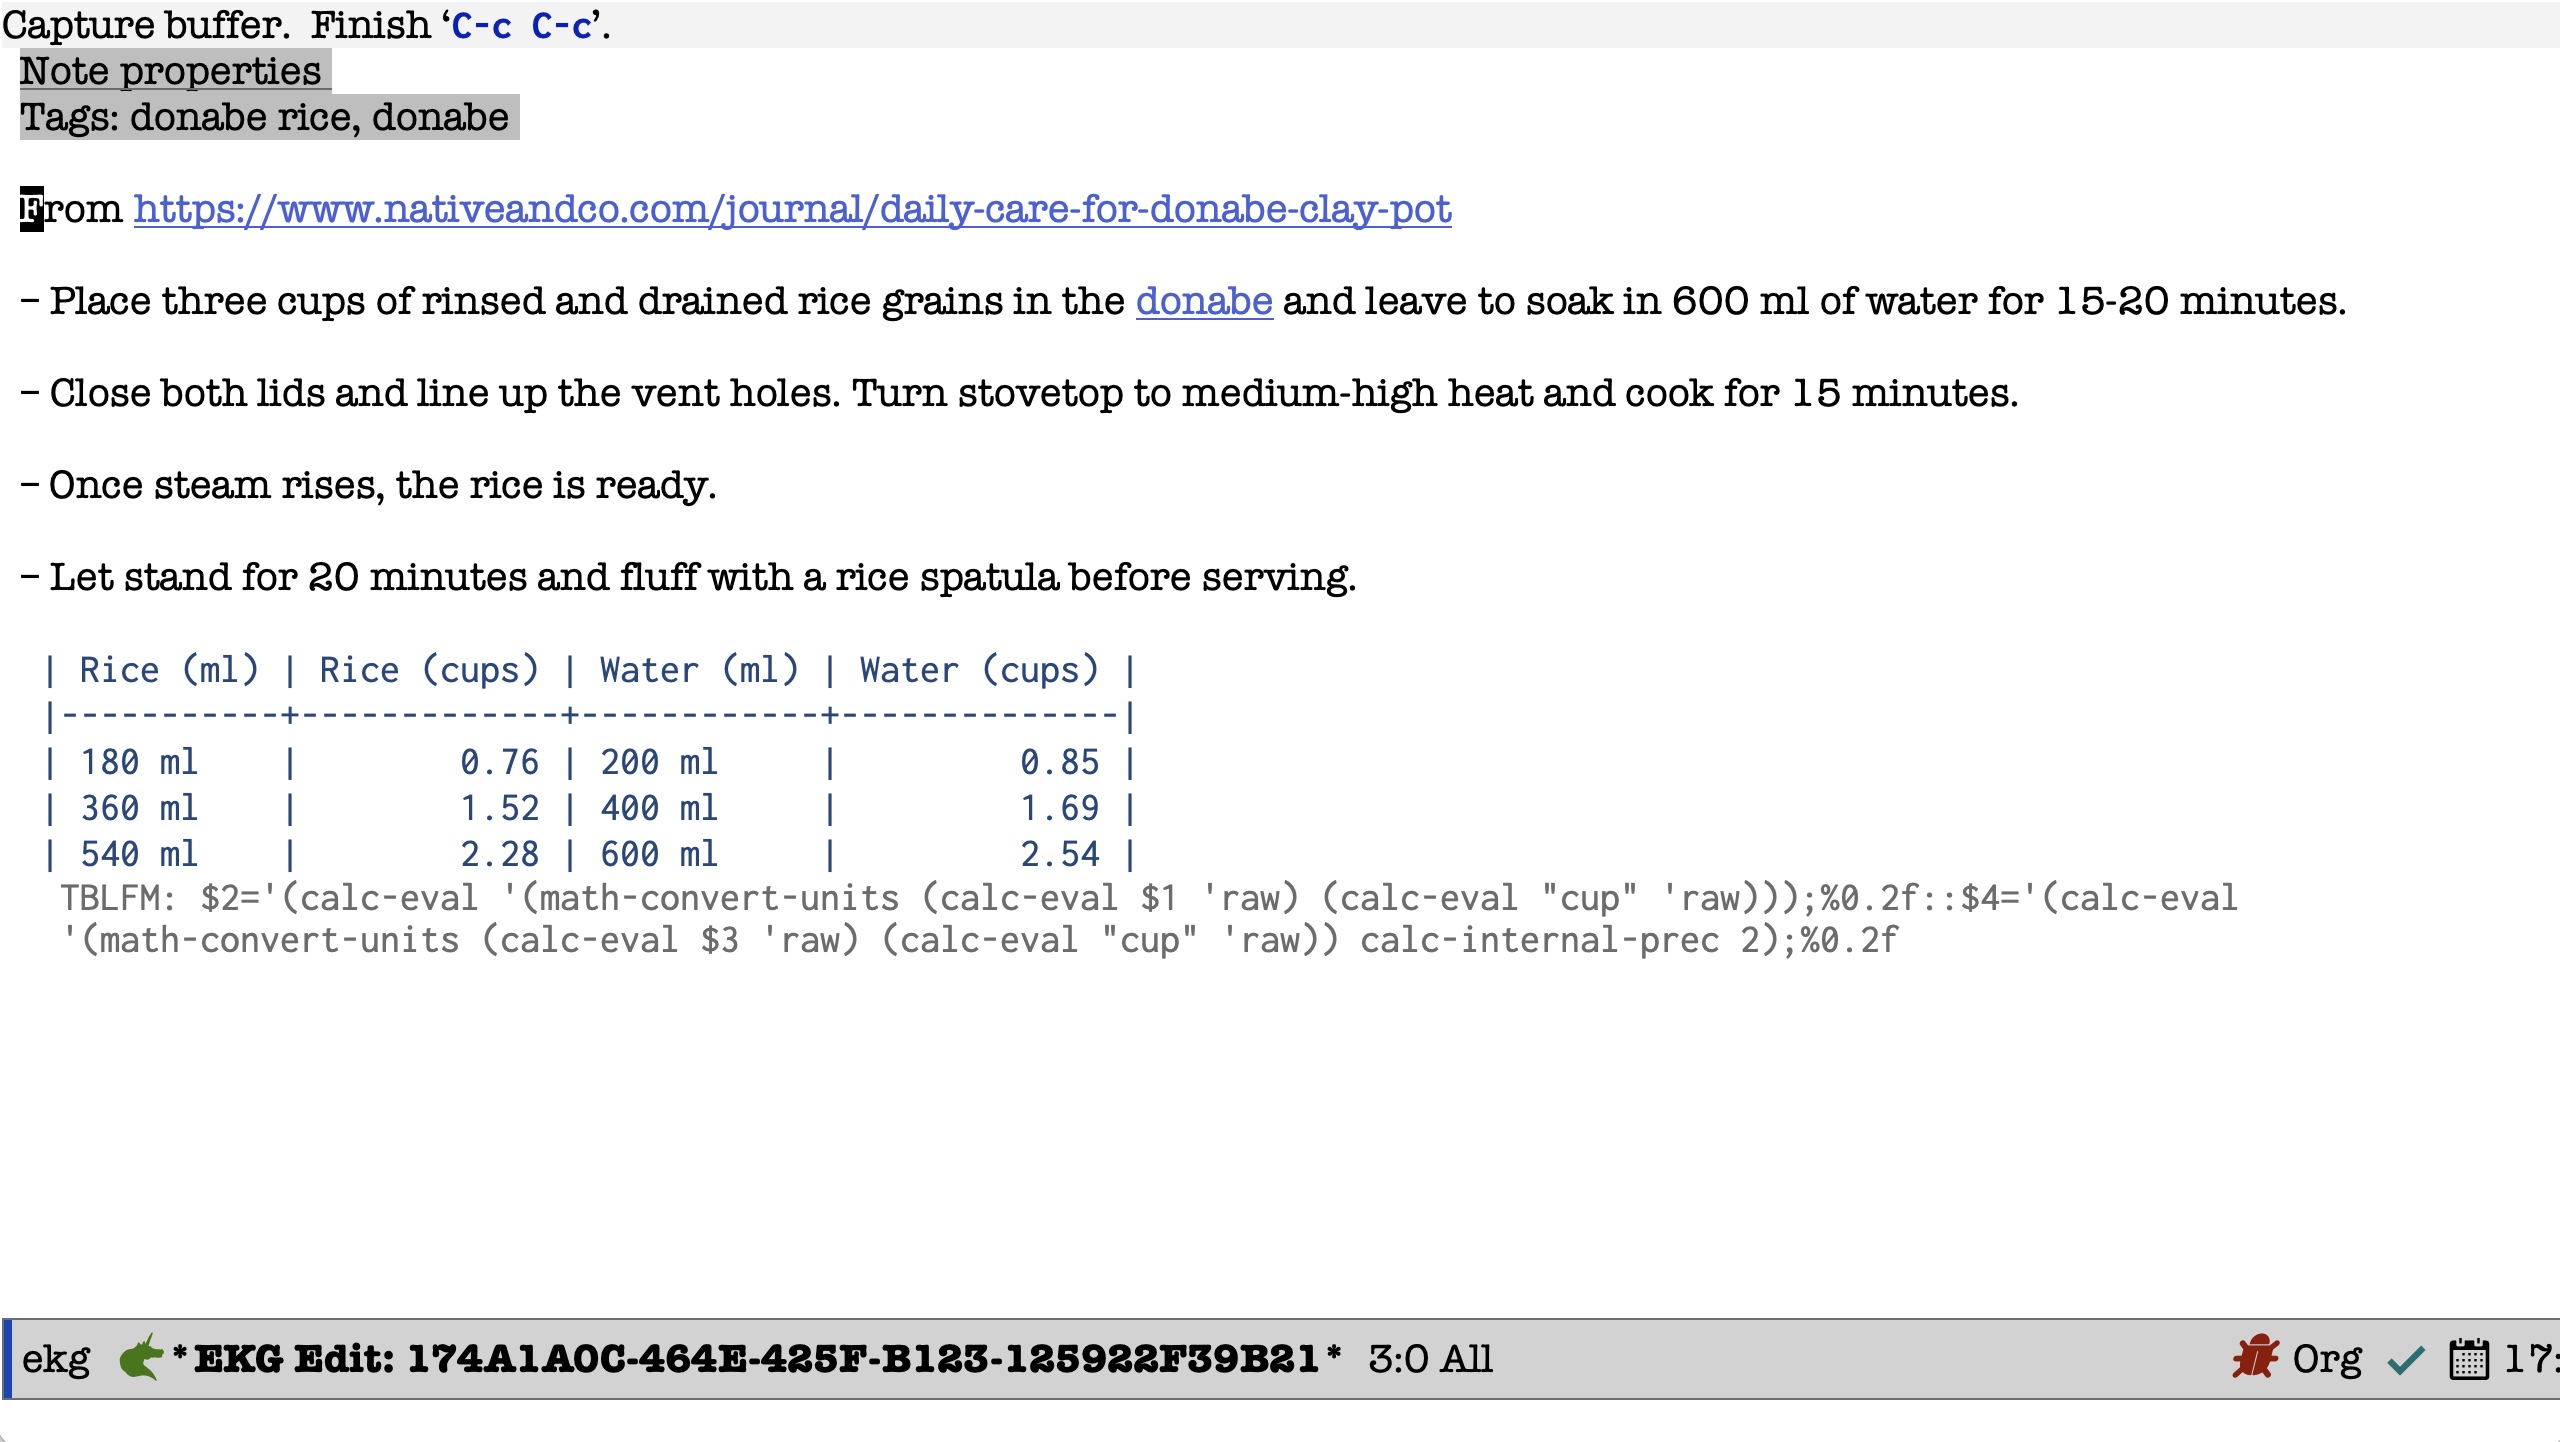 Capture buffer.  Finish ‘C-c C-c’.
Note properties
Tags: donabe rice, donabe
From https://www.nativeandco.com/journal/daily-care-for-donabe-clay-pot
– Place three cups of rinsed and drained rice grains in the donabe and leave to soak in 600 ml of water for 15-20 minutes.
– Close both lids and line up the vent holes. Turn stovetop to medium-high heat and cook for 15 minutes.
– Once steam rises, the rice is ready.
– Let stand for 20 minutes and fluff with a rice spatula before serving.
| Rice (ml) | Rice (cups) | Water (ml) | Water (cups) |
|-----------+-------------+------------+--------------|
| 180 ml    |        0.76 | 200 ml     |         0.85 |
| 360 ml    |        1.52 | 400 ml     |         1.69 |
| 540 ml    |        2.28 | 600 ml     |         2.54 |
TBLFM: $2='(calc-eval '(math-convert-units (calc-eval $1 'raw) (calc-eval "cup" 'raw)));%0.2f::$4='(calc-eval
'(math-convert-units (calc-eval $3 'raw) (calc-eval "cup" 'raw)) calc-internal-prec 2);%0.2f
ekg *EKG Edit: 174A1A0C-464E-425F-B123-125922F39B21* 3:0 All Org 17: